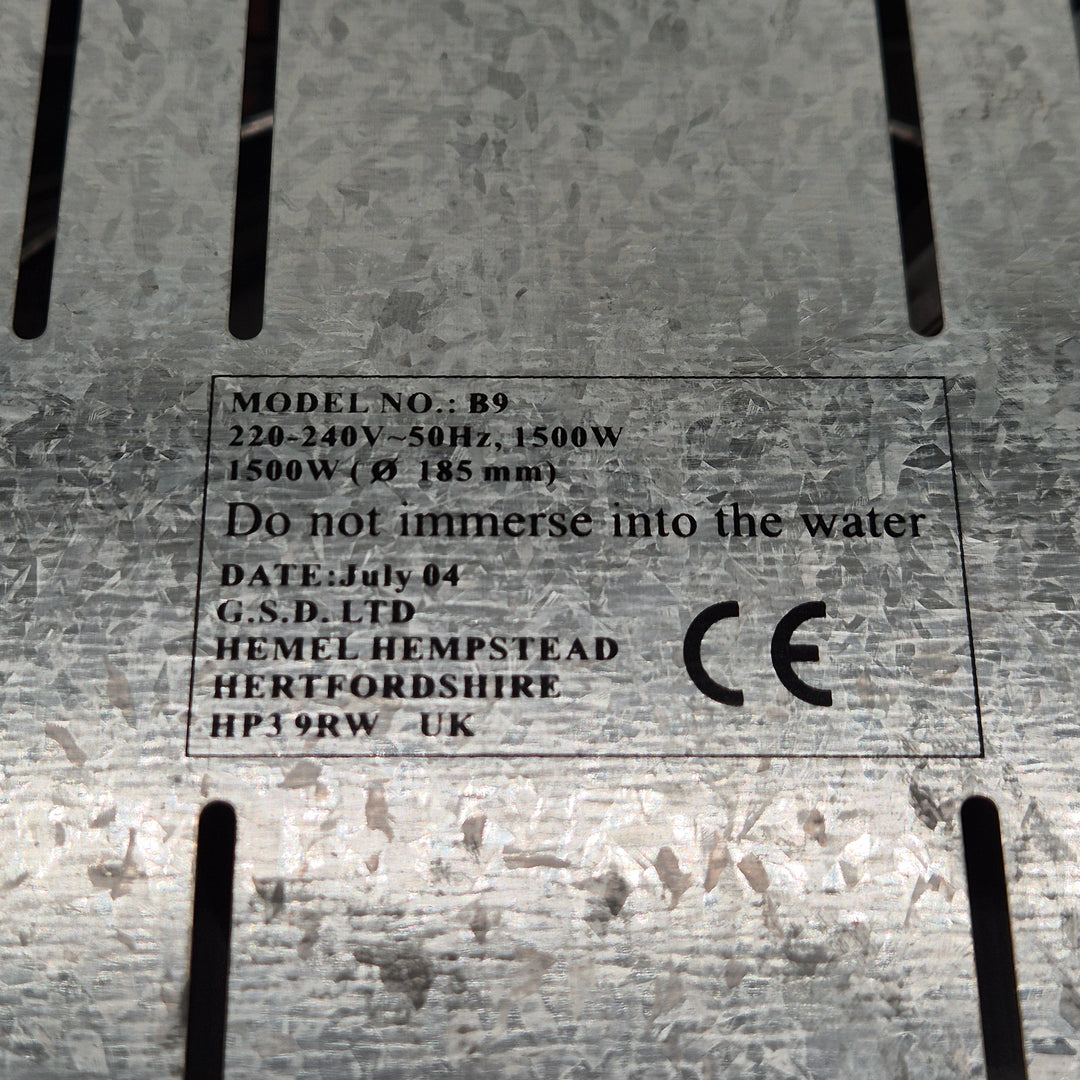 MODEL NO.: B9
220-240V~50Hz, 1500W
1500W ( Ø 185 mm)
Do not immerse into the water
DATE:July 04
G.S.D. LTD
HEMEL HEMPSTEAD
HERTFORDSHIRE
HP3 9RW UK
CE